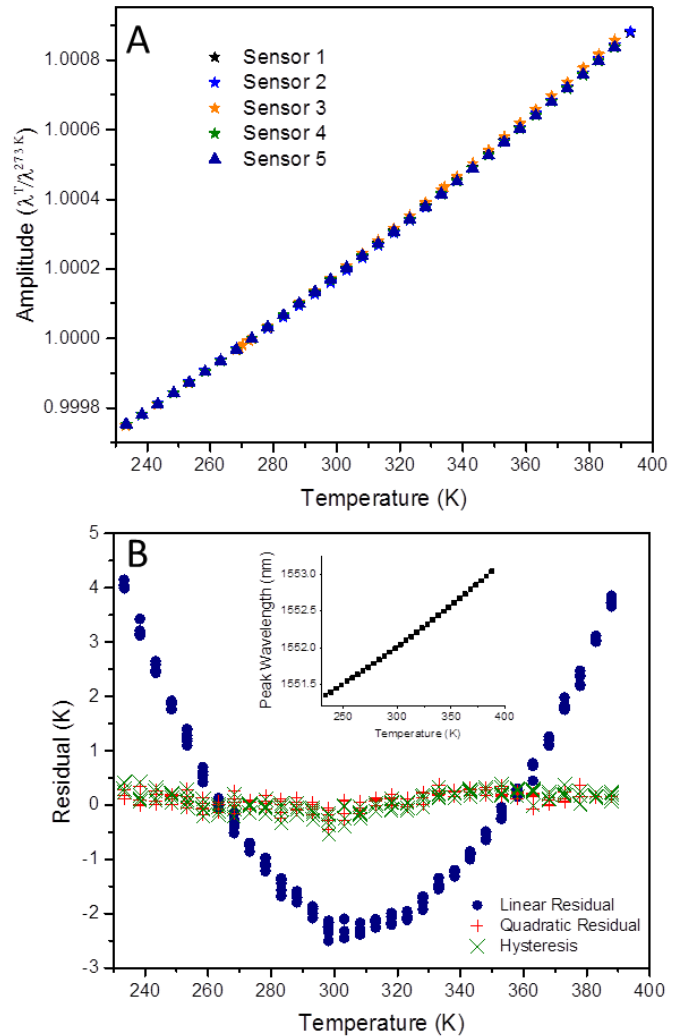 A
Sensor 1
Sensor 2
Sensor 3
Sensor 4
Sensor 5
Amplitude (λᵀ/λ²⁷³ ᴷ)
1.0008
1.0006
1.0004
1.0002
1.0000
0.9998
240 260 280 300 320 340 360 380 400
Temperature (K)
B
Residual (K)
5
4
3
2
1
0
-1
-2
-3
Peak Wavelength (nm)
1553.0
1552.5
1552.0
1551.5
250 300 350 400
Temperature (K)
Linear Residual
Quadratic Residual
Hysteresis
240 260 280 300 320 340 360 380 400
Temperature (K)